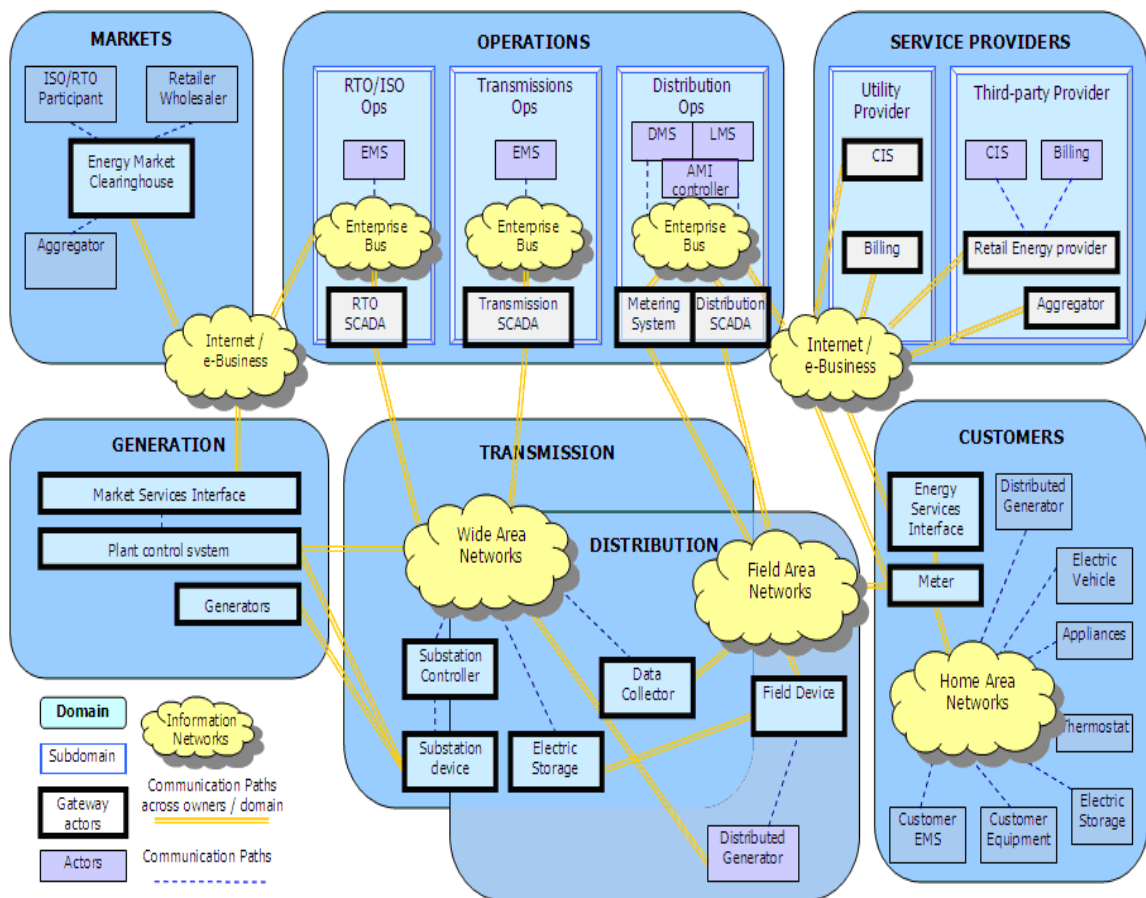 MARKETS
ISO/RTO
Participant
Retailer
Wholesaler
Energy Market
Clearinghouse
Aggregator
OPERATIONS
RTO/ISO
Ops
EMS
Enterprise
Bus
RTO
SCADA
Transmissions
Ops
EMS
Enterprise
Bus
Transmission
SCADA
Distribution
Ops
DMS
LMS
AMI
controller
Enterprise
Bus
Metering
System
Distribution
SCADA
SERVICE PROVIDERS
Utility
Provider
CIS
Billing
Third-party Provider
CIS
Billing
Retail Energy provider
Aggregator
Internet /
e-Business
Internet /
e-Business
GENERATION
Market Services Interface
Plant control system
Generators
TRANSMISSION
Wide Area
Networks
DISTRIBUTION
Field Area
Networks
Substation
Controller
Data
Collector
Field Device
Substation
device
Electric
Storage
Distributed
Generator
CUSTOMERS
Energy
Services
Interface
Distributed
Generator
Meter
Electric
Vehicle
Appliances
Home Area
Networks
Thermostat
Electric
Storage
Customer
EMS
Customer
Equipment
Domain
Information
Networks
Subdomain
Gateway
actors
Communication Paths
across owners / domain
Actors
Communication Paths